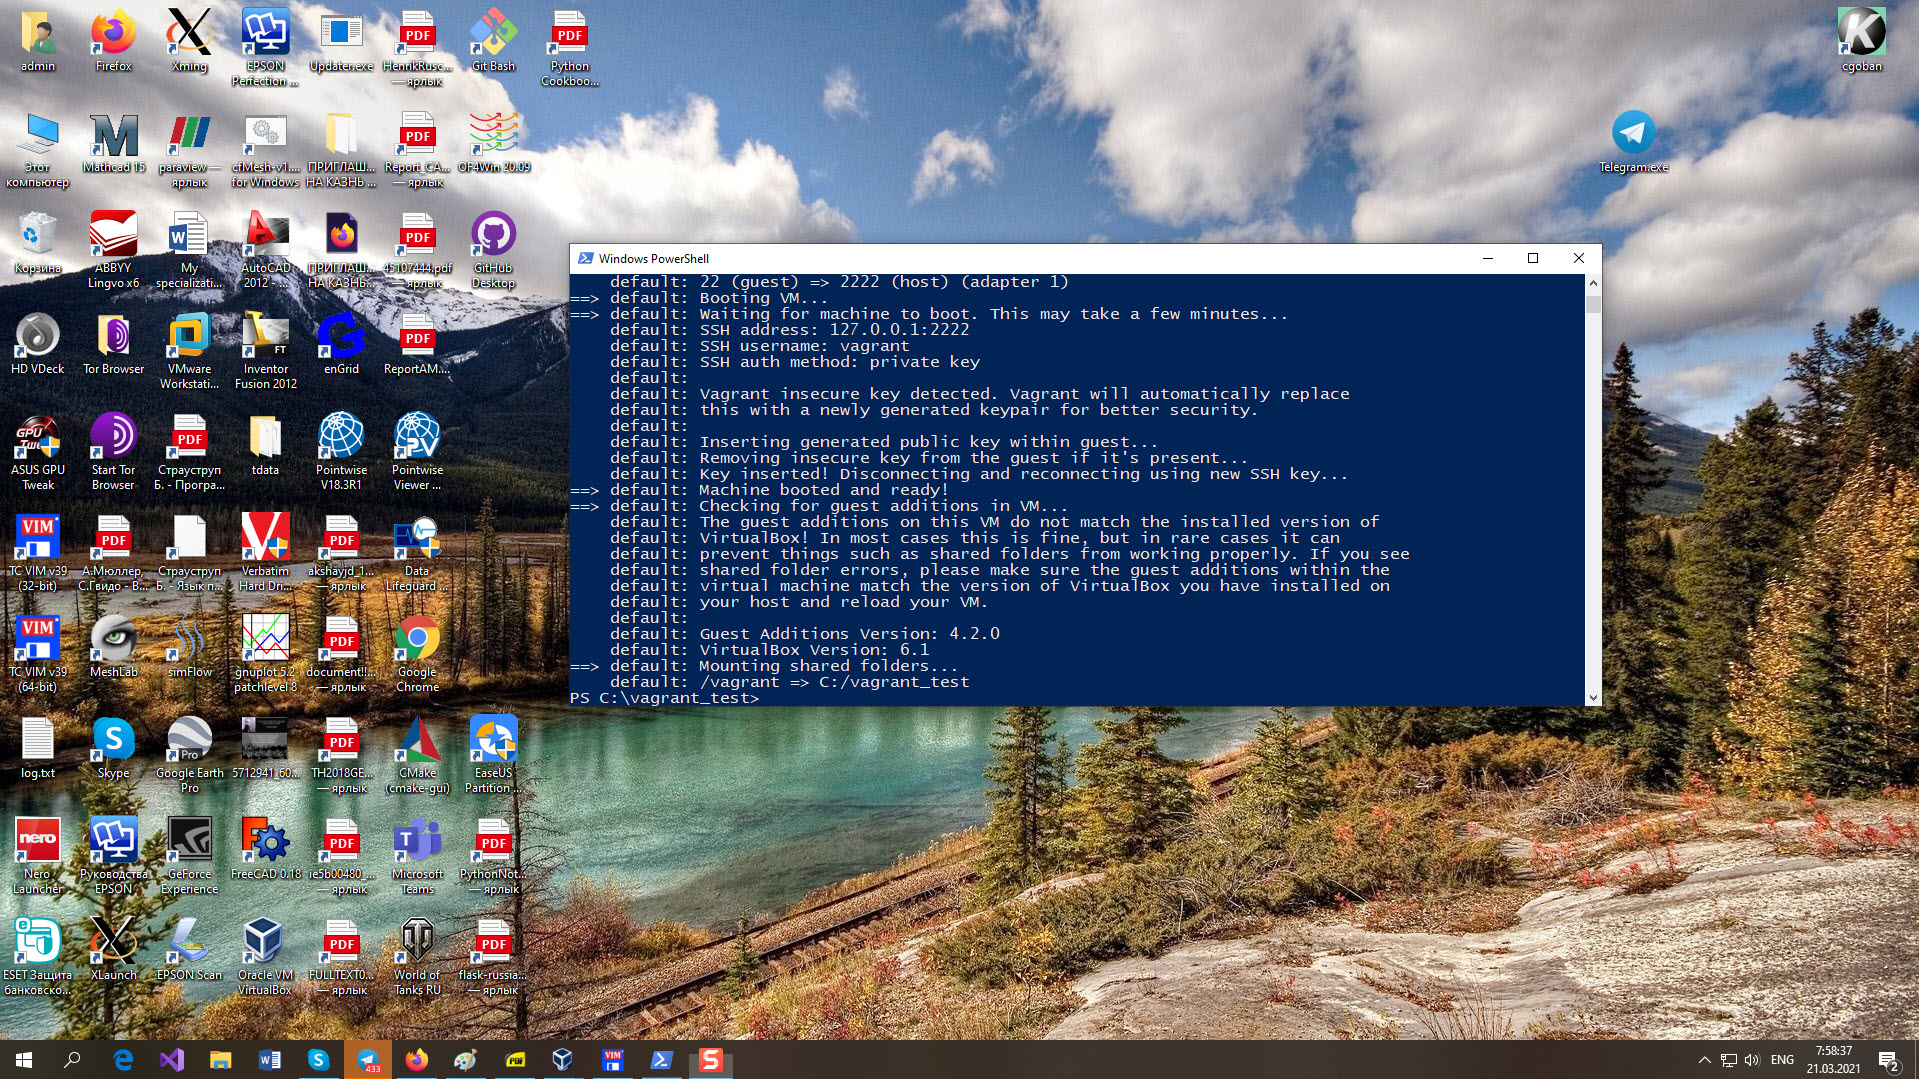 admin
Firefox
Xming
EPSON
Perfection ...
Updater.exe
HenrikRusc...
— ярлык
Git Bash
Python
Cookboo...
cgoban
Этот
компьютер
Mathcad 15
paraview —
ярлык
cfMesh-v1....
for Windows
ПРИГЛАШ...
НА КАЗНЬ ...
Report_CA...
— ярлык
OF4Win 20.09
Telegram.exe
Корзина
ABBYY
Lingvo x6
My
specializati...
AutoCAD
2012 - ...
ПРИГЛАШ...
НА КАЗНЬ...
45107444.pdf
— ярлык
GitHub
Desktop
HD VDeck
Tor Browser
VMware
Workstati...
Inventor
Fusion 2012
enGrid
ReportAM....
ASUS GPU
Tweak
Start Tor
Browser
Страуструп
Б. - Програ...
tdata
Pointwise
V18.3R1
Pointwise
Viewer ...
TC VIM v39
(32-bit)
А.Мюллер,
С.Гвидо - В...
Страуструп
Б. - Язык п...
Verbatim
Hard Dri...
akshayjd_1...
— ярлык
Data
Lifeguard ...
TC VIM v39
(64-bit)
MeshLab
simFlow
gnuplot 5.2
patchlevel 8
document!!...
— ярлык
Google
Chrome
log.txt
Skype
Google Earth
Pro
5712941_60...
TH2018GE...
— ярлык
CMake
(cmake-gui)
EaseUS
Partition ...
Nero
Launcher
Руководства
EPSON
GeForce
Experience
FreeCAD 0.18
ie5b00480_...
— ярлык
Microsoft
Teams
PythonNot...
— ярлык
ESET Защита
банковско...
XLaunch
EPSON Scan
Oracle VM
VirtualBox
FULLTEXT0...
— ярлык
World of
Tanks RU
flask-russia...
— ярлык
Windows PowerShell
default: 22 (guest) => 2222 (host) (adapter 1)
==> default: Booting VM...
==> default: Waiting for machine to boot. This may take a few minutes...
default: SSH address: 127.0.0.1:2222
default: SSH username: vagrant
default: SSH auth method: private key
default:
default: Vagrant insecure key detected. Vagrant will automatically replace
default: this with a newly generated keypair for better security.
default:
default: Inserting generated public key within guest...
default: Removing insecure key from the guest if it's present...
default: Key inserted! Disconnecting and reconnecting using new SSH key...
==> default: Machine booted and ready!
==> default: Checking for guest additions in VM...
default: The guest additions on this VM do not match the installed version of
default: VirtualBox! In most cases this is fine, but in rare cases it can
default: prevent things such as shared folders from working properly. If you see
default: shared folder errors, please make sure the guest additions within the
default: virtual machine match the version of VirtualBox you have installed on
default: your host and reload your VM.
default:
default: Guest Additions Version: 4.2.0
default: VirtualBox Version: 6.1
==> default: Mounting shared folders...
default: /vagrant => C:/vagrant_test
PS C:\vagrant_test>
433
ENG
7:58:37
21.03.2021
2